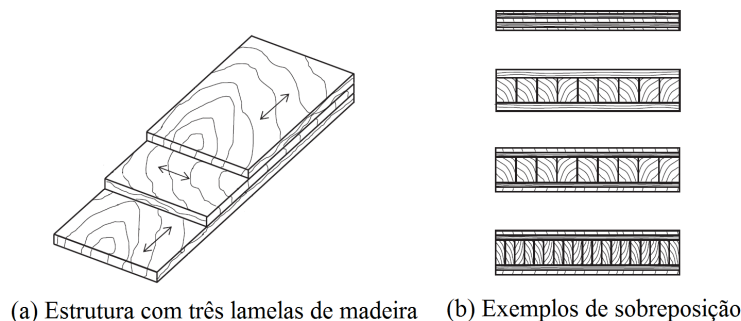 (a) Estrutura com três lamelas de madeira
(b) Exemplos de sobreposição